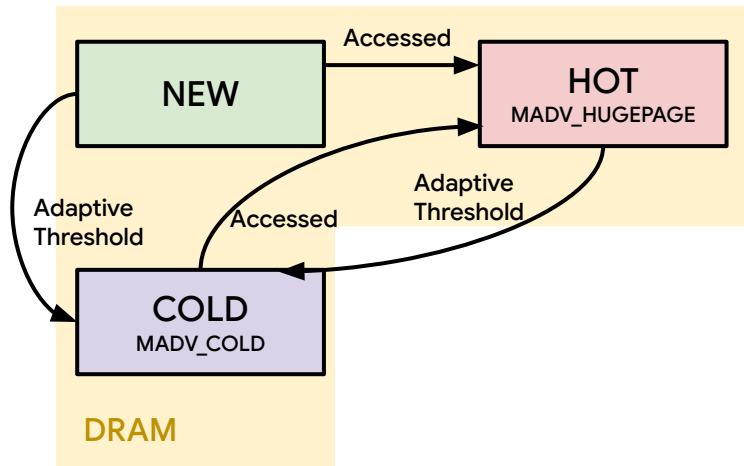 Accessed
NEW
HOT
MADV_HUGEPAGE
Adaptive
Threshold
Accessed
Adaptive
Threshold
COLD
MADV_COLD
DRAM